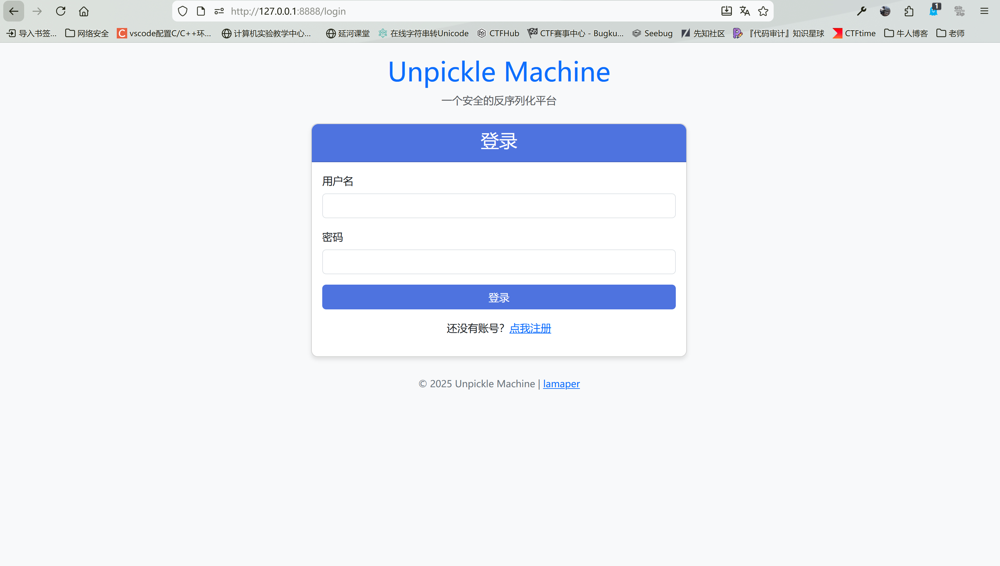 http://127.0.0.1:8888/login
1
Git Zip
导入书签... 网络安全 C vscode配置C/C++环... 计算机实验教学中心... 延河课堂 在线字符串转Unicode CTFHub CTF赛事中心 - Bugku... Seebug 先知社区 『代码审计』知识星球 CTFtime 牛人博客 老师
Unpickle Machine
一个安全的反序列化平台
登录
用户名
密码
登录
还没有账号？点我注册
© 2025 Unpickle Machine | lamaper